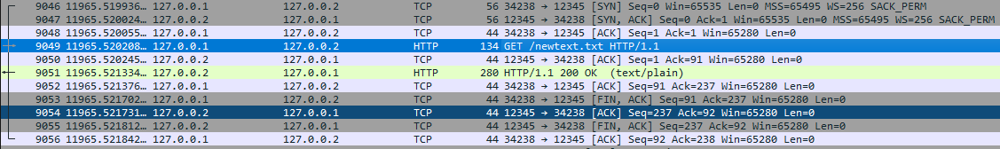 9046 11965.519936… 127.0.0.1 127.0.0.2 TCP 56 34238 → 12345 [SYN] Seq=0 Win=65535 Len=0 MSS=65495 WS=256 SACK_PERM
9047 11965.520024… 127.0.0.2 127.0.0.1 TCP 56 12345 → 34238 [SYN, ACK] Seq=0 Ack=1 Win=65535 Len=0 MSS=65495 WS=256 SACK_PERM
9048 11965.520055… 127.0.0.1 127.0.0.2 TCP 44 34238 → 12345 [ACK] Seq=1 Ack=1 Win=65280 Len=0
9049 11965.520208… 127.0.0.1 127.0.0.2 HTTP 134 GET /newtext.txt HTTP/1.1
9050 11965.520245… 127.0.0.2 127.0.0.1 TCP 44 12345 → 34238 [ACK] Seq=1 Ack=91 Win=65280 Len=0
9051 11965.521334… 127.0.0.2 127.0.0.1 HTTP 280 HTTP/1.1 200 OK (text/plain)
9052 11965.521376… 127.0.0.1 127.0.0.2 TCP 44 34238 → 12345 [ACK] Seq=91 Ack=237 Win=65280 Len=0
9053 11965.521702… 127.0.0.1 127.0.0.2 TCP 44 34238 → 12345 [FIN, ACK] Seq=91 Ack=237 Win=65280 Len=0
9054 11965.521731… 127.0.0.2 127.0.0.1 TCP 44 12345 → 34238 [ACK] Seq=237 Ack=92 Win=65280 Len=0
9055 11965.521812… 127.0.0.2 127.0.0.1 TCP 44 12345 → 34238 [FIN, ACK] Seq=237 Ack=92 Win=65280 Len=0
9056 11965.521842… 127.0.0.1 127.0.0.2 TCP 44 34238 → 12345 [ACK] Seq=92 Ack=238 Win=65280 Len=0